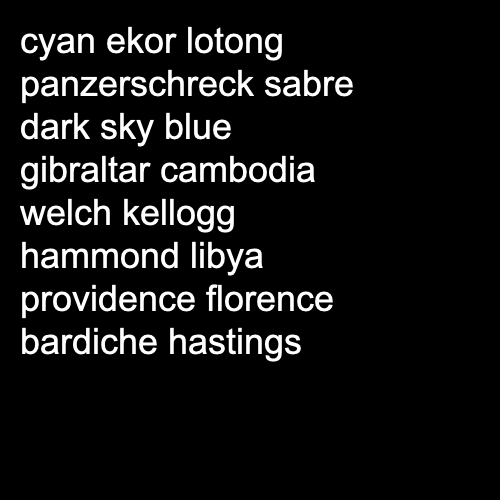 cyan ekor lotong
panzerschreck sabre
dark sky blue
gibraltar cambodia
welch kellogg
hammond libya
providence florence
bardiche hastings